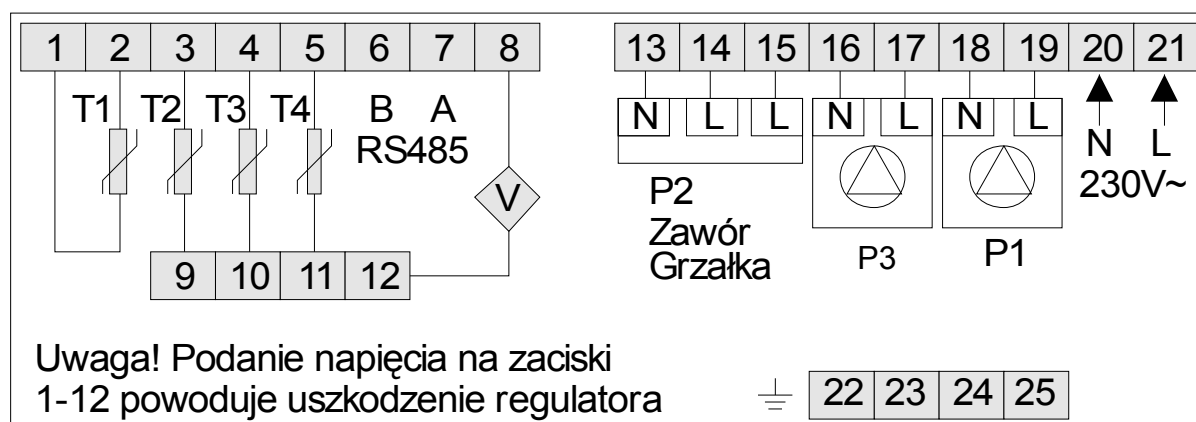 1 2 3 4 5 6 7 8
13 14 15 16 17 18 19 20 21
T1 T2 T3 T4 B A
RS485
V
N L L N L N L
N L
230V~
P2
Zawór
Grzałka
P3
P1
9 10 11 12
Uwaga! Podanie napięcia na zaciski
1-12 powoduje uszkodzenie regulatora
22 23 24 25